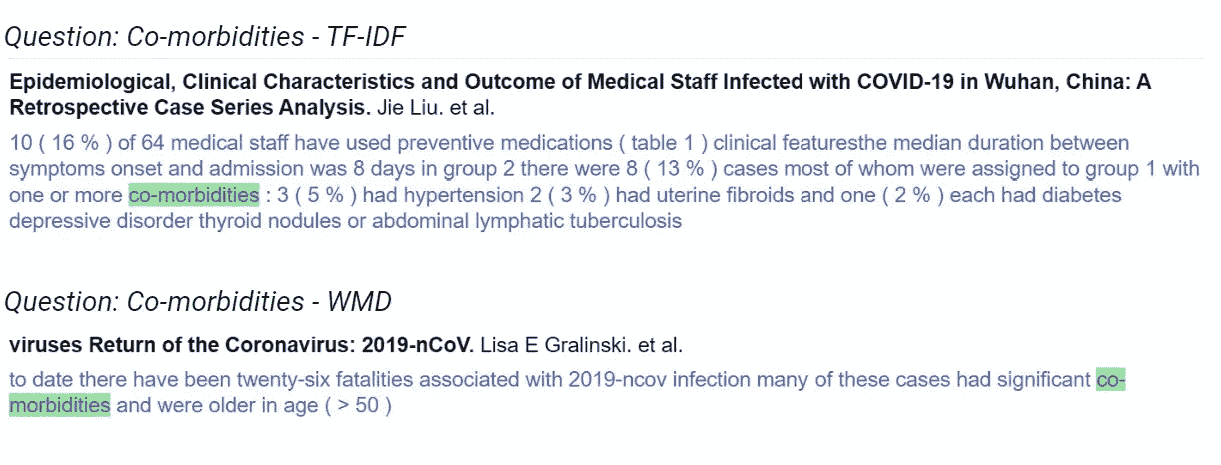 Question: Co-morbidities - TF-IDF
Epidemiological, Clinical Characteristics and Outcome of Medical Staff Infected with COVID-19 in Wuhan, China: A
Retrospective Case Series Analysis. Jie Liu. et al.
10 ( 16 % ) of 64 medical staff have used preventive medications ( table 1 ) clinical featuresthe median duration between
symptoms onset and admission was 8 days in group 2 there were 8 ( 13 % ) cases most of whom were assigned to group 1 with
one or more co-morbidities : 3 ( 5 % ) had hypertension 2 ( 3 % ) had uterine fibroids and one ( 2 % ) each had diabetes
depressive disorder thyroid nodules or abdominal lymphatic tuberculosis
Question: Co-morbidities - WMD
viruses Return of the Coronavirus: 2019-nCoV. Lisa E Gralinski. et al.
to date there have been twenty-six fatalities associated with 2019-ncov infection many of these cases had significant co-
morbidities and were older in age ( > 50 )